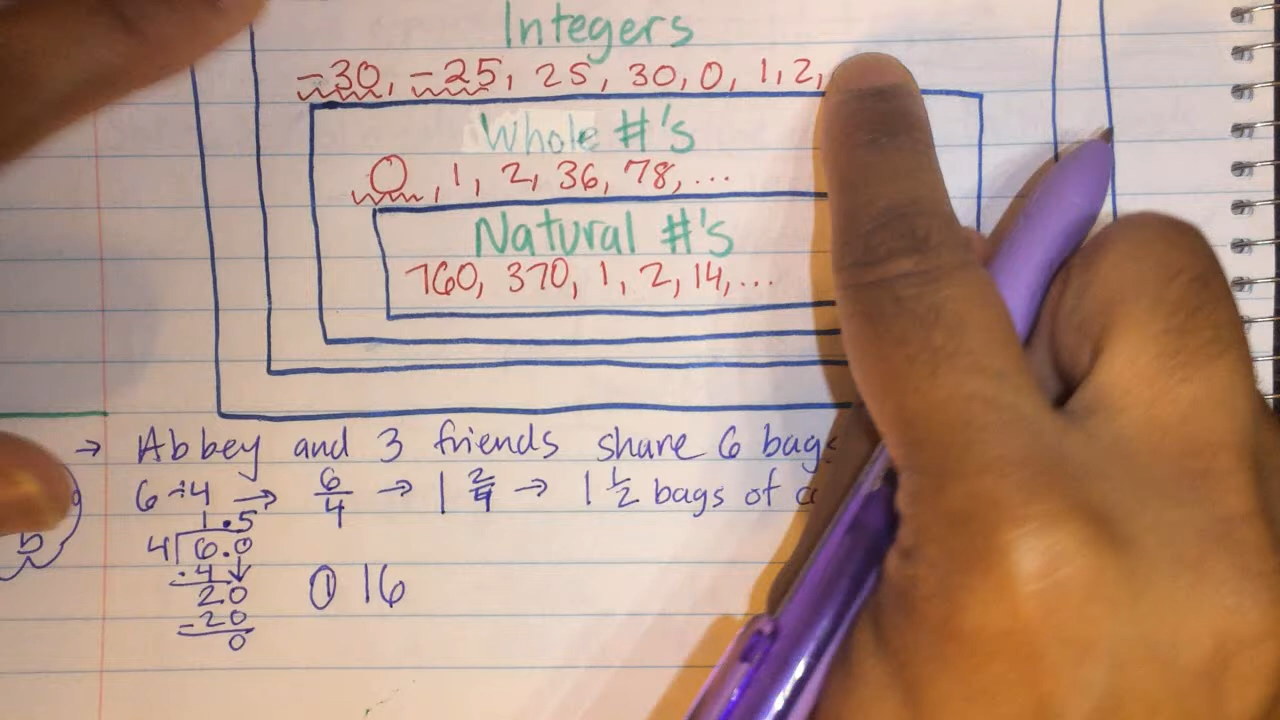 Integers
-30, -25, 25, 30, 0, 1, 2,
Whole #'s
0, 1, 2, 36, 78, ...
Natural #'s
760, 370, 1, 2, 14, ...
→ Abbey and 3 friends share 6 bags
6÷4 → 6/4 → 1 2/4 → 1 1/2 bags of
1.5
4 6.0
-4
20
-20
0
① 16